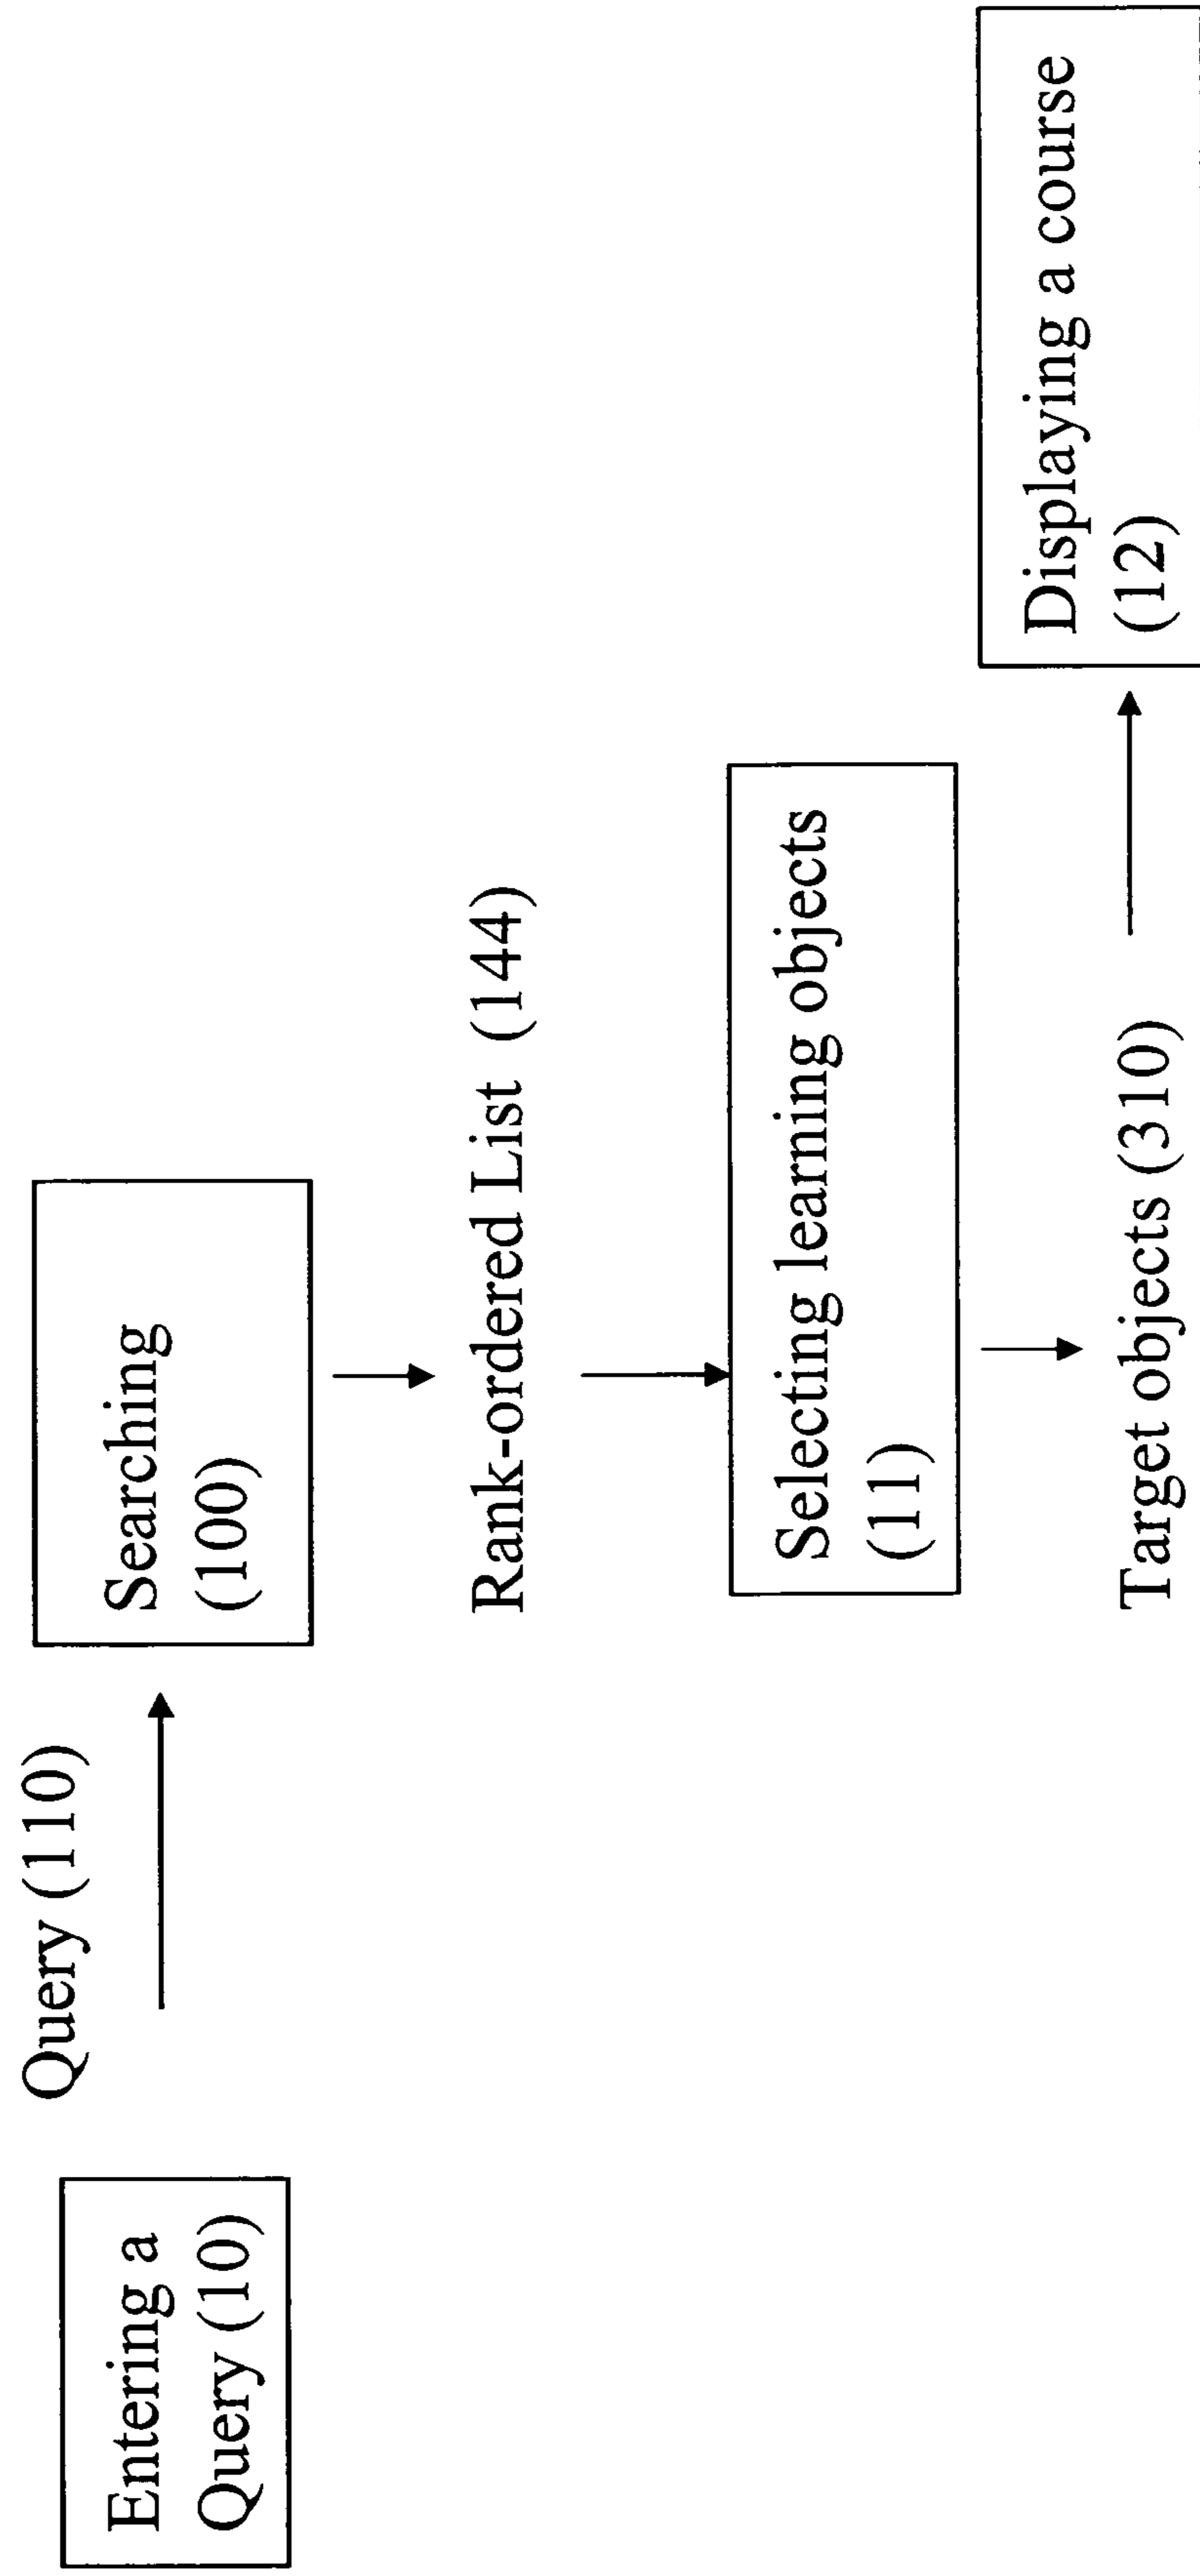 Entering a
Query (10)
Query (110)
Searching
(100)
Rank-ordered List (144)
Selecting learning objects
(11)
Target objects (310)
Displaying a course
(12)